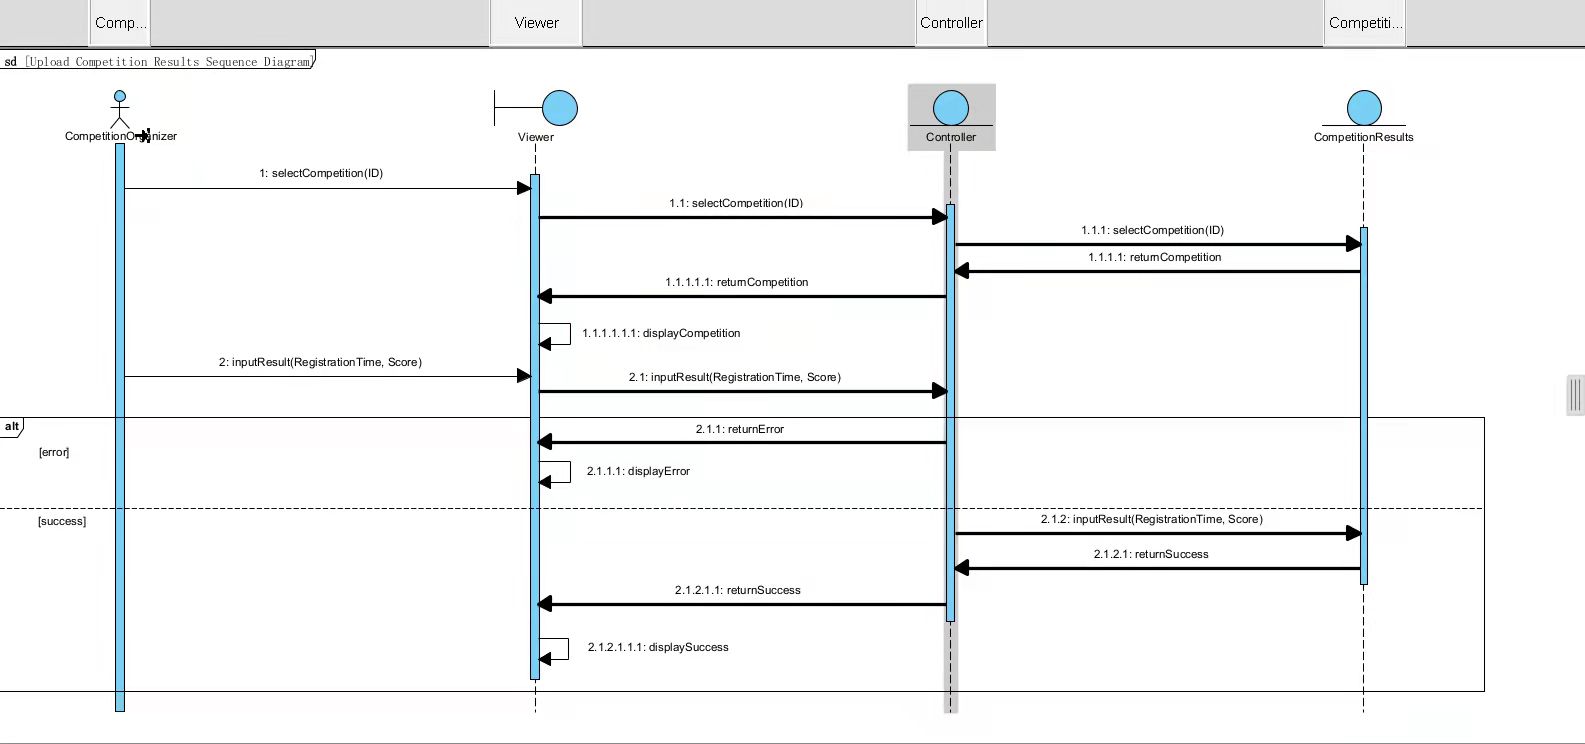 Comp...
Viewer
Controller
Competiti...
sd [Upload Competition Results Sequence Diagram]
CompetitionOrganizer
Viewer
Controller
CompetitionResults
1: selectCompetition(ID)
1.1: selectCompetition(ID)
1.1.1: selectCompetition(ID)
1.1.1.1: returnCompetition
1.1.1.1.1: returnCompetition
1.1.1.1.1.1: displayCompetition
2: inputResult(RegistrationTime, Score)
2.1: inputResult(RegistrationTime, Score)
alt
2.1.1: returnError
[error]
2.1.1.1: displayError
[success]
2.1.2: inputResult(RegistrationTime, Score)
2.1.2.1: returnSuccess
2.1.2.1.1: returnSuccess
2.1.2.1.1.1: displaySuccess